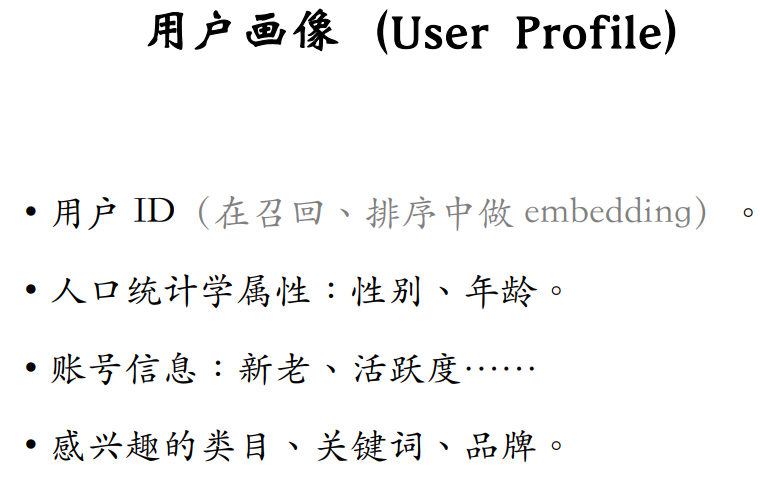 用户画像 (User Profile)
• 用户 ID（在召回、排序中做 embedding）。
• 人口统计学属性：性别、年龄。
• 账号信息：新老、活跃度……
• 感兴趣的类目、关键词、品牌。